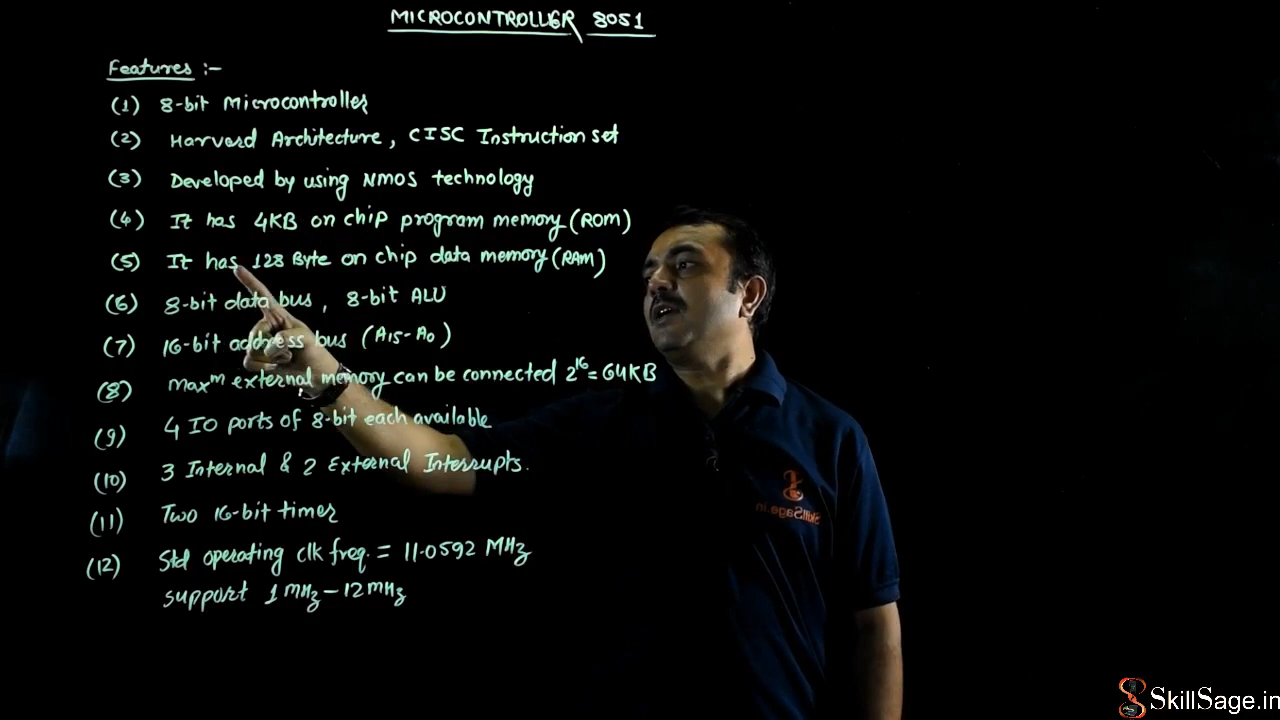 MICROCONTROLLER 8051
Features :-
(1) 8-bit Microcontroller
(2) Harvard Architecture, CISC Instruction set
(3) Developed by using NMOS technology
(4) It has 4KB on chip program memory (ROM)
(5) It has 128 Byte on chip data memory (RAM)
(6) 8-bit data bus, 8-bit ALU
(7) 16-bit address bus (A15-A0)
(8) Maxᵐ external memory can be connected 2¹⁶ = 64KB
(9) 4 IO ports of 8-bit each available
(10) 3 Internal & 2 External Interrupts.
(11) Two 16-bit timer
(12) Std operating clk freq. = 11.0592 MHz
support 1 MHz - 12 MHz
SkillSage.in
SkillSage.in